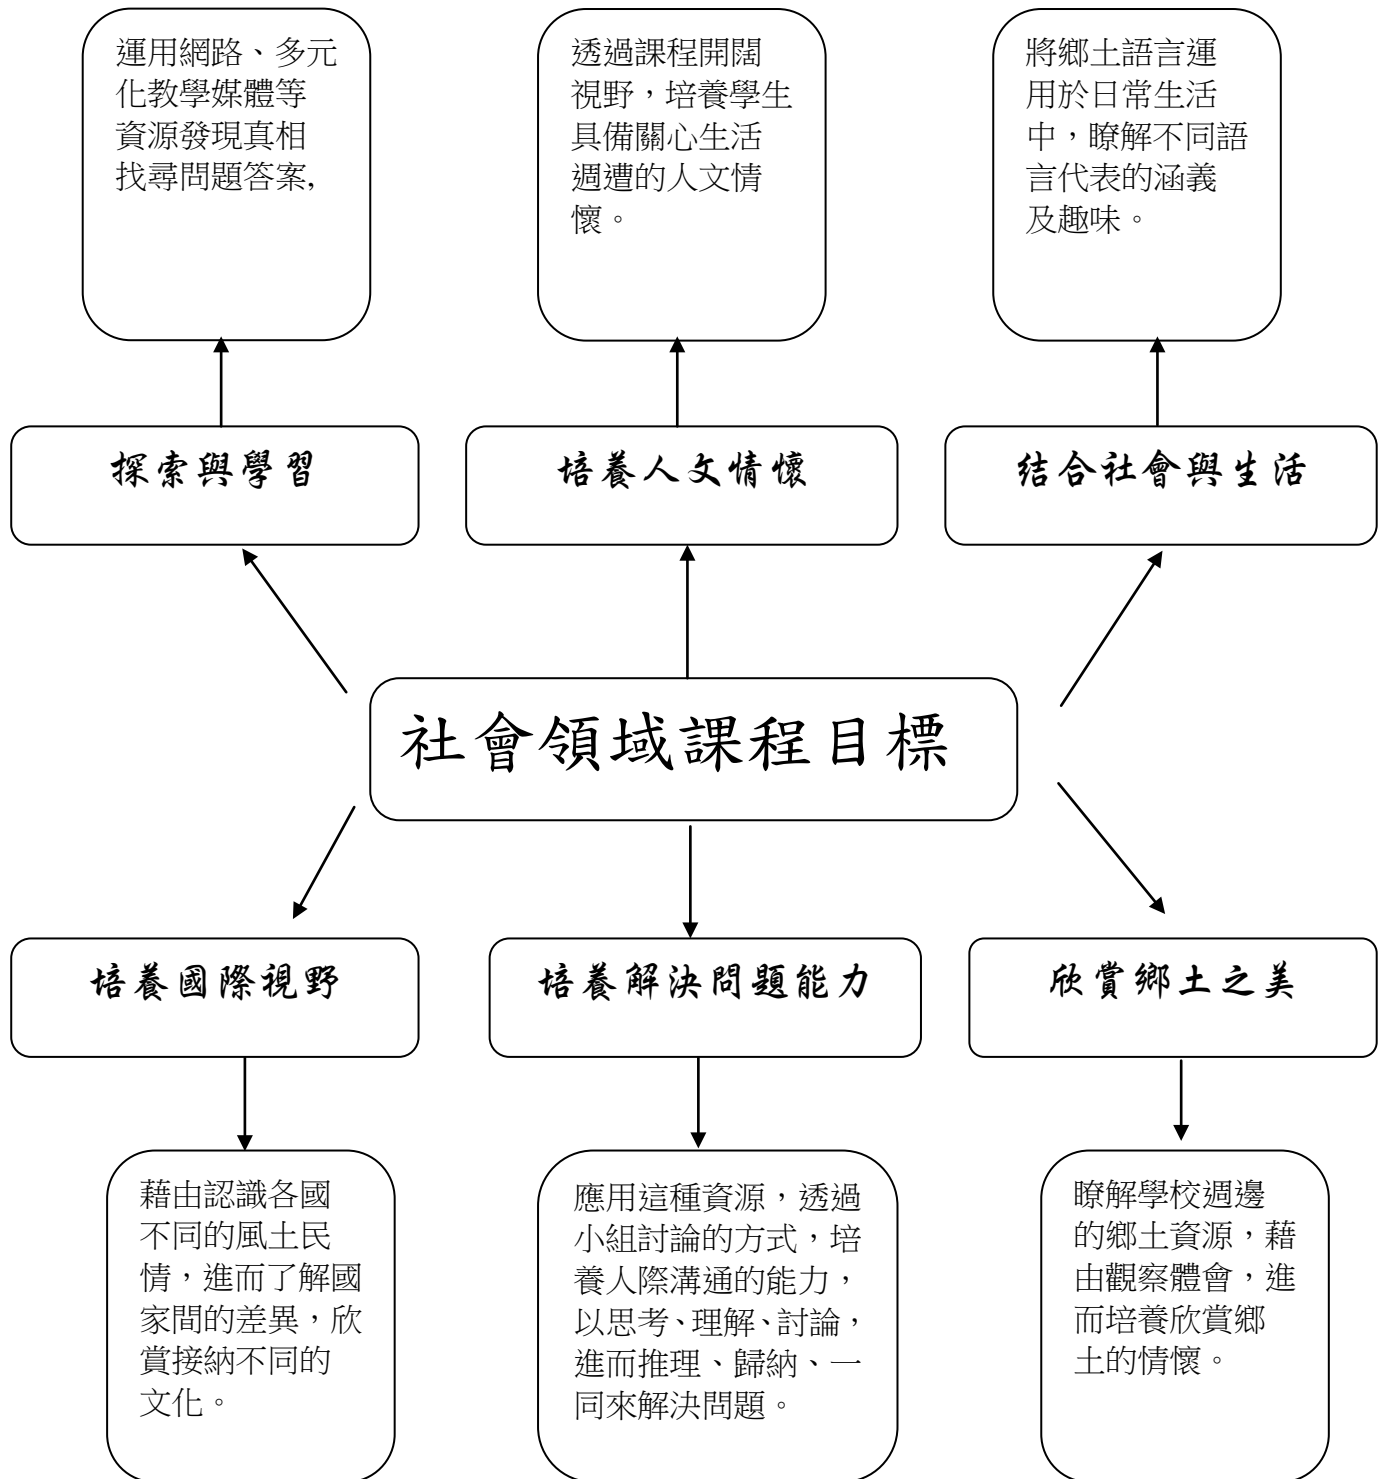 運用網路、多元
化教學媒體等
資源發現真相
找尋問題答案,
透過課程開闊
視野，培養學生
具備關心生活
週遭的人文情
懷。
將鄉土語言運
用於日常生活
中，瞭解不同語
言代表的涵義
及趣味。
探索與學習
培養人文情懷
結合社會與生活
社會領域課程目標
培養國際視野
培養解決問題能力
欣賞鄉土之美
藉由認識各國
不同的風土民
情，進而了解國
家間的差異，欣
賞接納不同的
文化。
應用這種資源，透過
小組討論的方式，培
養人際溝通的能力，
以思考、理解、討論，
進而推理、歸納、一
同來解決問題。
瞭解學校週邊
的鄉土資源，藉
由觀察體會，進
而培養欣賞鄉
土的情懷。